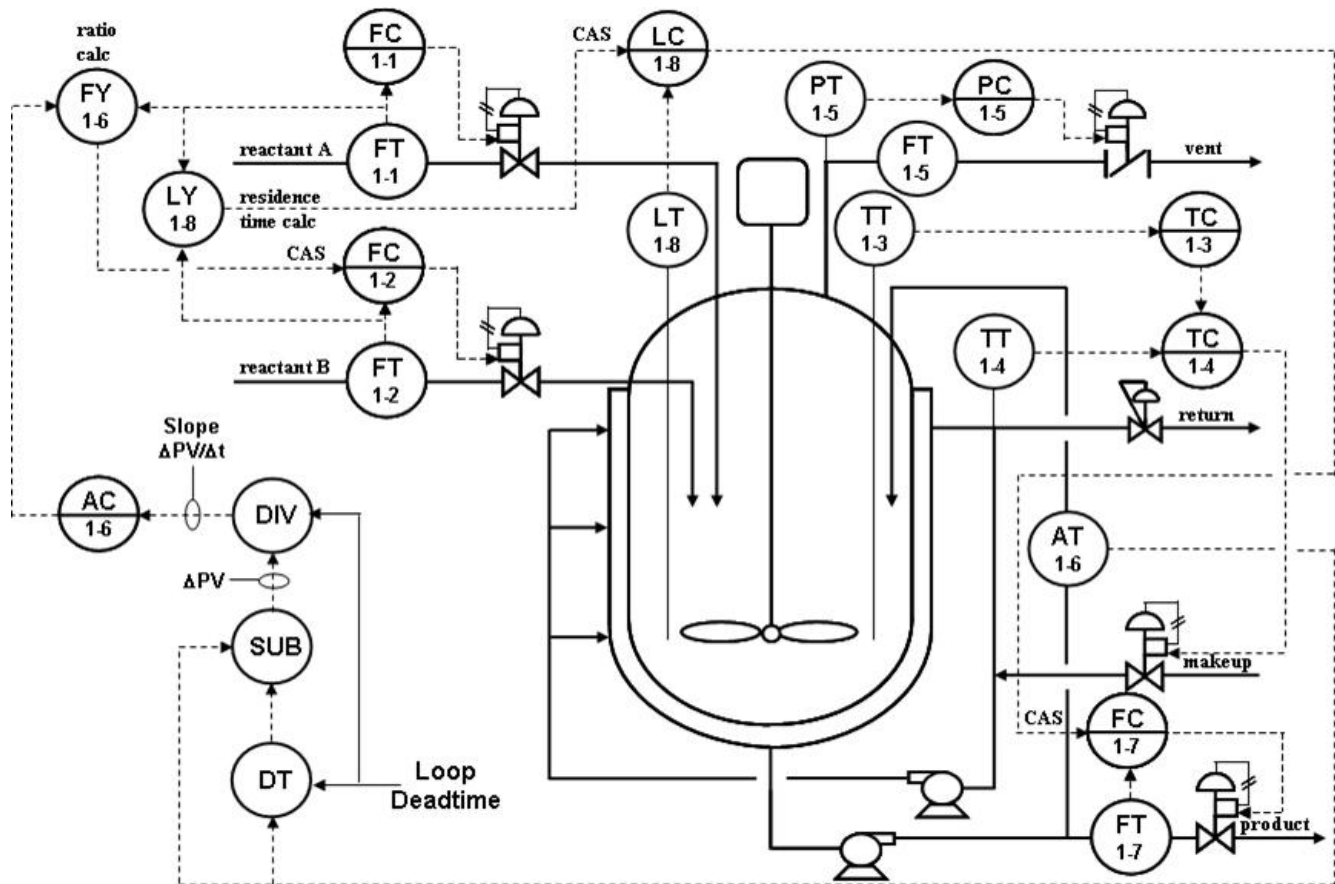 ratio
calc
FY
1-6
FC
1-1
CAS
LC
1-8
PT
1-5
PC
1-5
reactant A
FT
1-1
FT
1-5
vent
LY
1-8
residence
time calc
LT
1-8
TT
1-3
TC
1-3
CAS
FC
1-2
TT
1-4
TC
1-4
reactant B
FT
1-2
return
Slope
ΔPV/Δt
AC
1-6
DIV
AT
1-6
ΔPV
SUB
makeup
CAS
FC
1-7
DT
Loop
Deadtime
FT
1-7
product